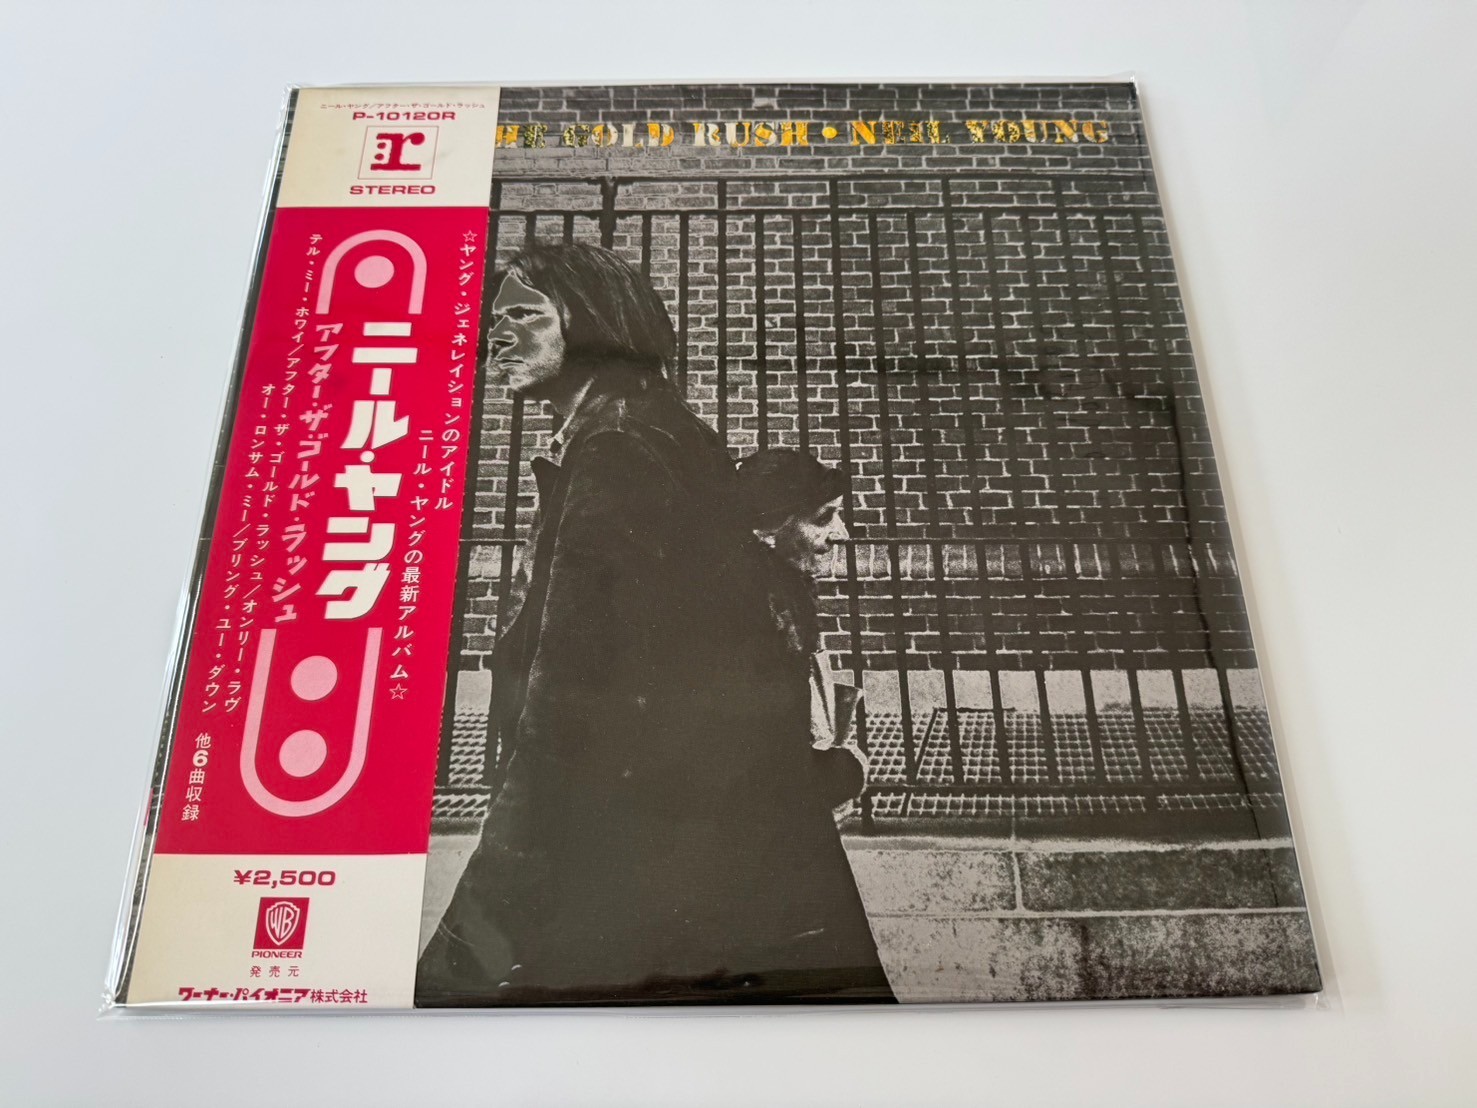 ニール・ヤング/アフター・ザ・ゴールド・ラッシュ
P-10120R
r
STEREO
HE GOLD RUSH • NEIL YOUNG
☆ヤング・ジェネレイションのアイドル
ニール・ヤングの最新アルバム☆
ニール・ヤング
アフター・ザ・ゴールド・ラッシュ
テル・ミー・ホワイ/アフター・ザ・ゴールド・ラッシュ/オンリー・ラヴ
オー・ロンサム・ミー/ブリング・ユー・ダウン
他6曲収録
¥2,500
WB
PIONEER
発売元
ワーナー・パイオニア株式会社